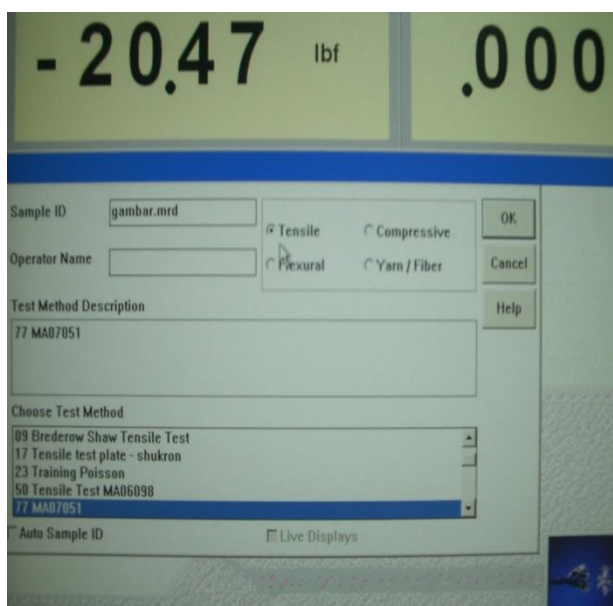 - 20.47 lbf .000
Sample ID gambar.mrd
Tensile Compressive OK
Operator Name
Flexural Yarn / Fiber Cancel
Test Method Description Help
77 MA07051
Choose Test Method
09 Brederow Shaw Tensile Test
17 Tensile test plate - shukron
23 Training Poisson
50 Tensile Test MA06098
77 MA07051
Auto Sample ID Live Displays